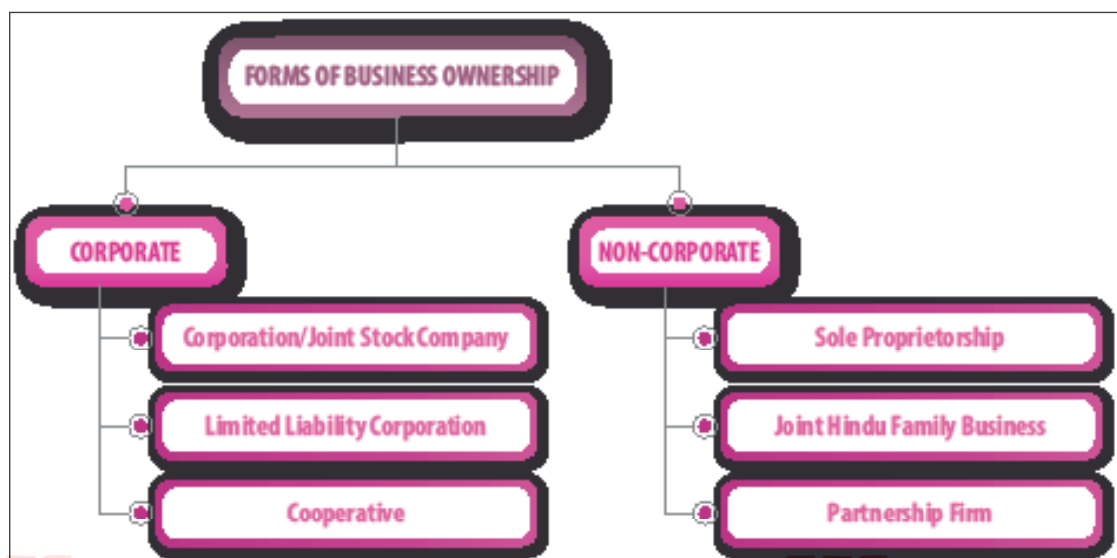 FORMS OF BUSINESS OWNERSHIP
CORPORATE
Corporation/Joint Stock Company
Limited Liability Corporation
Cooperative
NON-CORPORATE
Sole Proprietorship
Joint Hindu Family Business
Partnership Firm